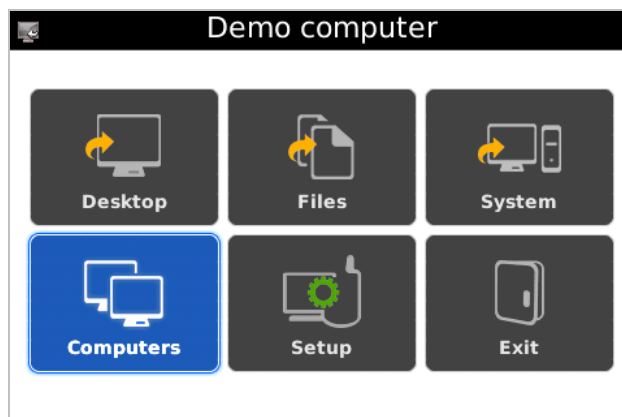 Demo computer
Desktop
Files
System
Computers
Setup
Exit